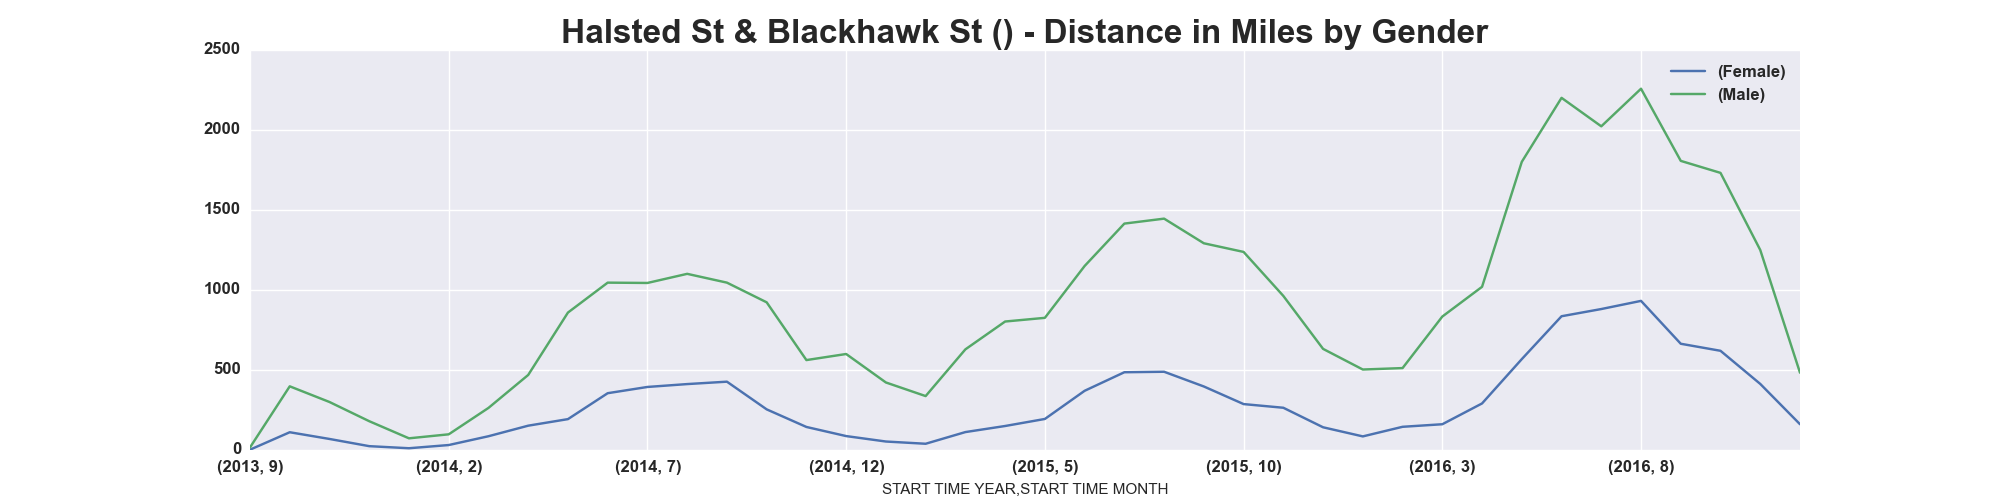 Halsted St & Blackhawk St () - Distance in Miles by Gender
2500
2000
1500
1000
500
0
(Female)
(Male)
(2013, 9) (2014, 2) (2014, 7) (2014, 12) (2015, 5) (2015, 10) (2016, 3) (2016, 8)
START TIME YEAR,START TIME MONTH